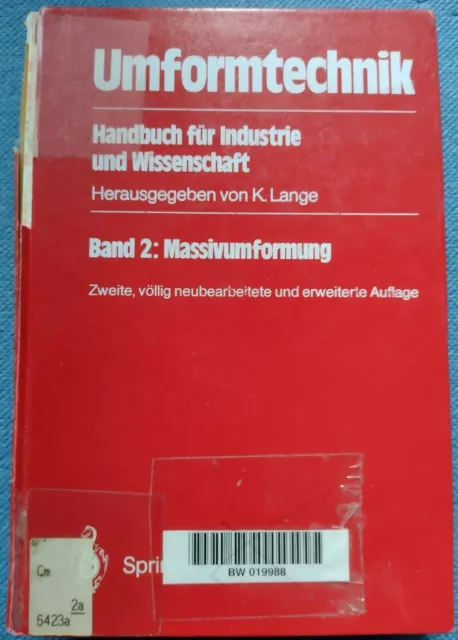 Umformtechnik
Handbuch für Industrie
und Wissenschaft
Herausgegeben von K. Lange
Band 2: Massivumformung
Zweite, völlig neubearbeitete und erweiterte Auflage
Sprin
BW 019988
Cm
2a
6423a